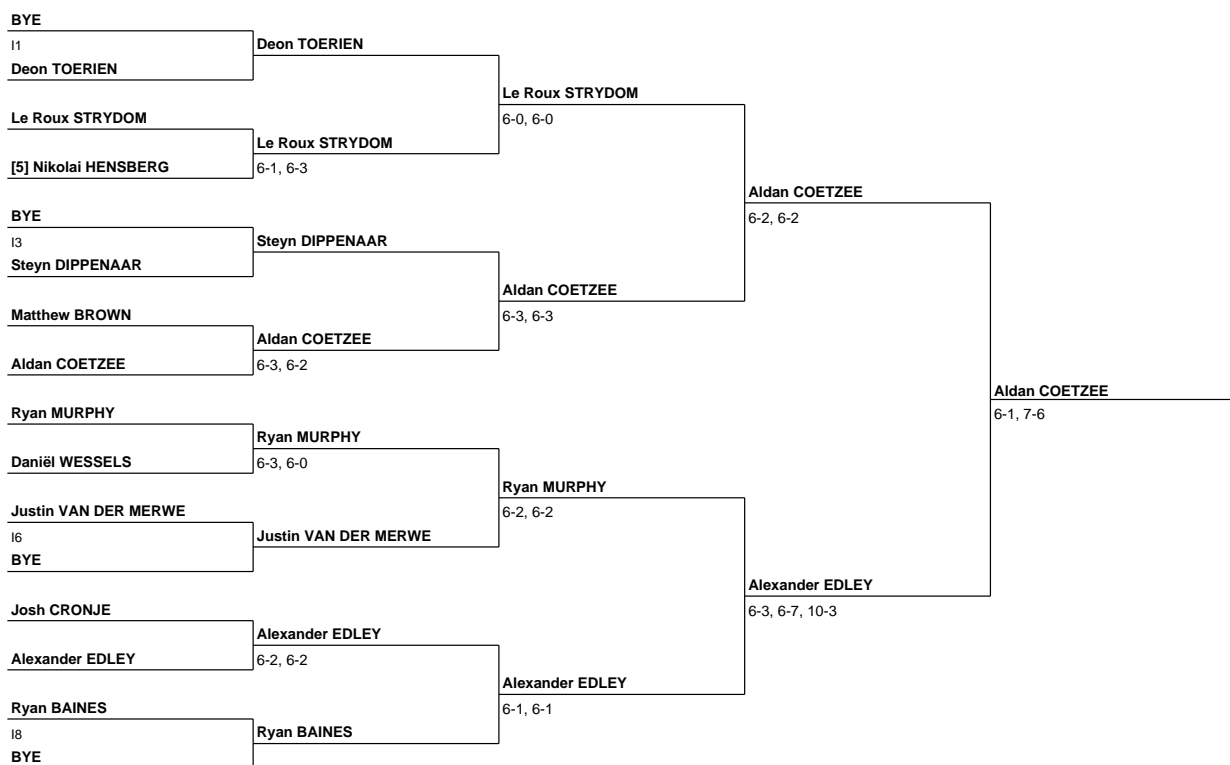 BYE
I1
Deon TOERIEN
Le Roux STRYDOM
[5] Nikolai HENSBERG
BYE
I3
Steyn DIPPENAAR
Matthew BROWN
Aldan COETZEE
Ryan MURPHY
Daniël WESSELS
Justin VAN DER MERWE
I6
BYE
Josh CRONJE
Alexander EDLEY
Ryan BAINES
I8
BYE
Deon TOERIEN
Le Roux STRYDOM
6-1, 6-3
Steyn DIPPENAAR
Aldan COETZEE
6-3, 6-2
Ryan MURPHY
6-3, 6-0
Justin VAN DER MERWE
Alexander EDLEY
6-2, 6-2
Ryan BAINES
Le Roux STRYDOM
6-0, 6-0
Aldan COETZEE
6-3, 6-3
Ryan MURPHY
6-2, 6-2
Alexander EDLEY
6-1, 6-1
Aldan COETZEE
6-2, 6-2
Alexander EDLEY
6-3, 6-7, 10-3
Aldan COETZEE
6-1, 7-6